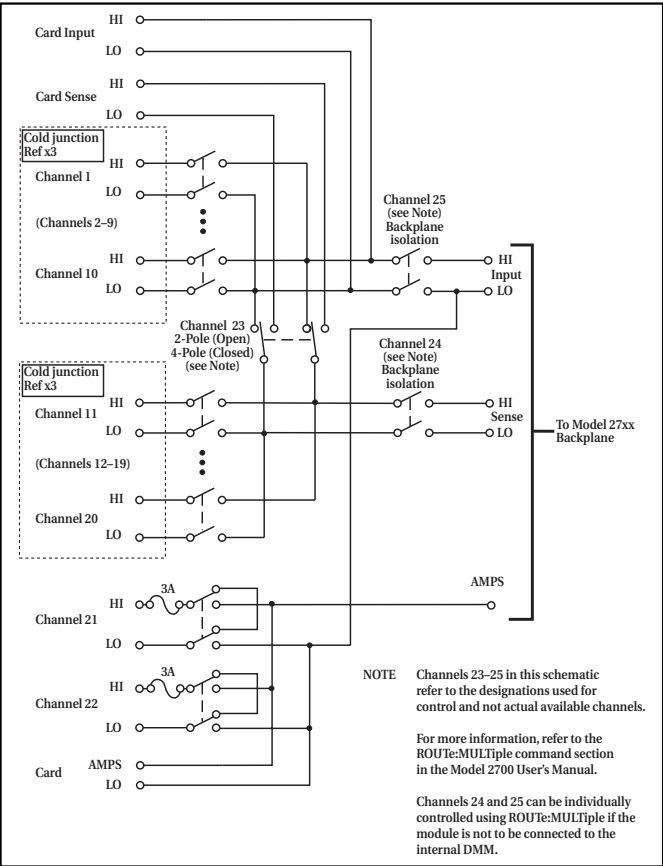 HI
Card Input
LO
HI
Card Sense
LO
Cold junction
Ref x3
HI
Channel 1
LO
(Channels 2–9)
HI
Channel 10
LO
Channel 25
(see Note)
Backplane
isolation
HI
Input
LO
Channel 23
2-Pole (Open)
4-Pole (Closed)
(see Note)
Channel 24
(see Note)
Backplane
isolation
Cold junction
Ref x3
HI
Channel 11
LO
(Channels 12–19)
HI
Channel 20
LO
HI
Sense
LO
To Model 27xx
Backplane
AMPS
3A
HI
Channel 21
LO
3A
HI
Channel 22
LO
AMPS
Card
LO
NOTE Channels 23–25 in this schematic
refer to the designations used for
control and not actual available channels.
For more information, refer to the
ROUTe:MULTiple command section
in the Model 2700 User's Manual.
Channels 24 and 25 can be individually
controlled using ROUTe:MULTiple if the
module is not to be connected to the
internal DMM.